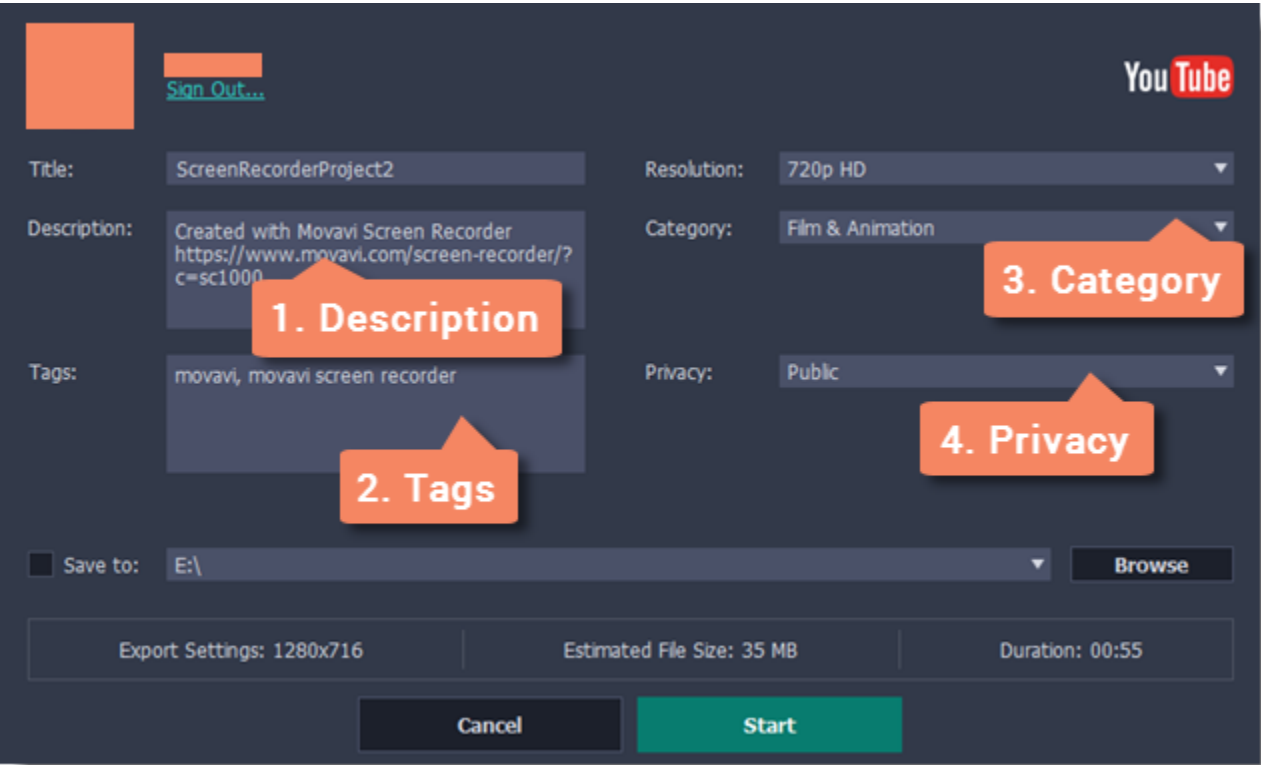 Sign Out...
YouTube
Title:
ScreenRecorderProject2
Resolution:
720p HD
Description:
Created with Movavi Screen Recorder
https://www.movavi.com/screen-recorder/?
c=sc1000
1. Description
Category:
Film & Animation
3. Category
Tags:
movavi, movavi screen recorder
2. Tags
Privacy:
Public
4. Privacy
Save to:
E:\
Browse
Export Settings: 1280x716
Estimated File Size: 35 MB
Duration: 00:55
Cancel
Start